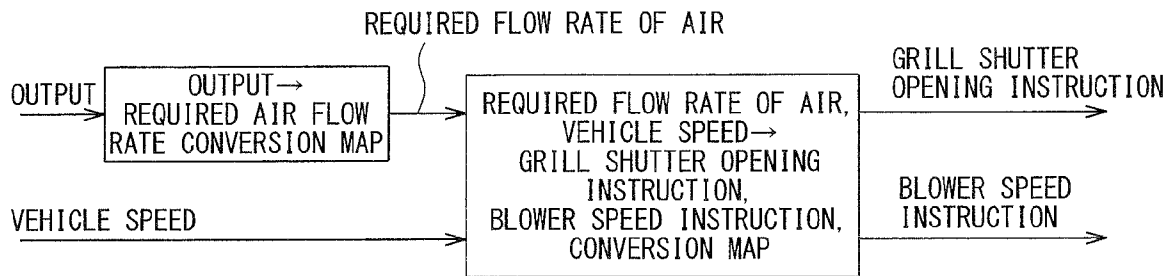 REQUIRED FLOW RATE OF AIR
OUTPUT
OUTPUT→
REQUIRED AIR FLOW
RATE CONVERSION MAP
VEHICLE SPEED
REQUIRED FLOW RATE OF AIR,
VEHICLE SPEED→
GRILL SHUTTER OPENING
INSTRUCTION,
BLOWER SPEED INSTRUCTION,
CONVERSION MAP
GRILL SHUTTER
OPENING INSTRUCTION
BLOWER SPEED
INSTRUCTION